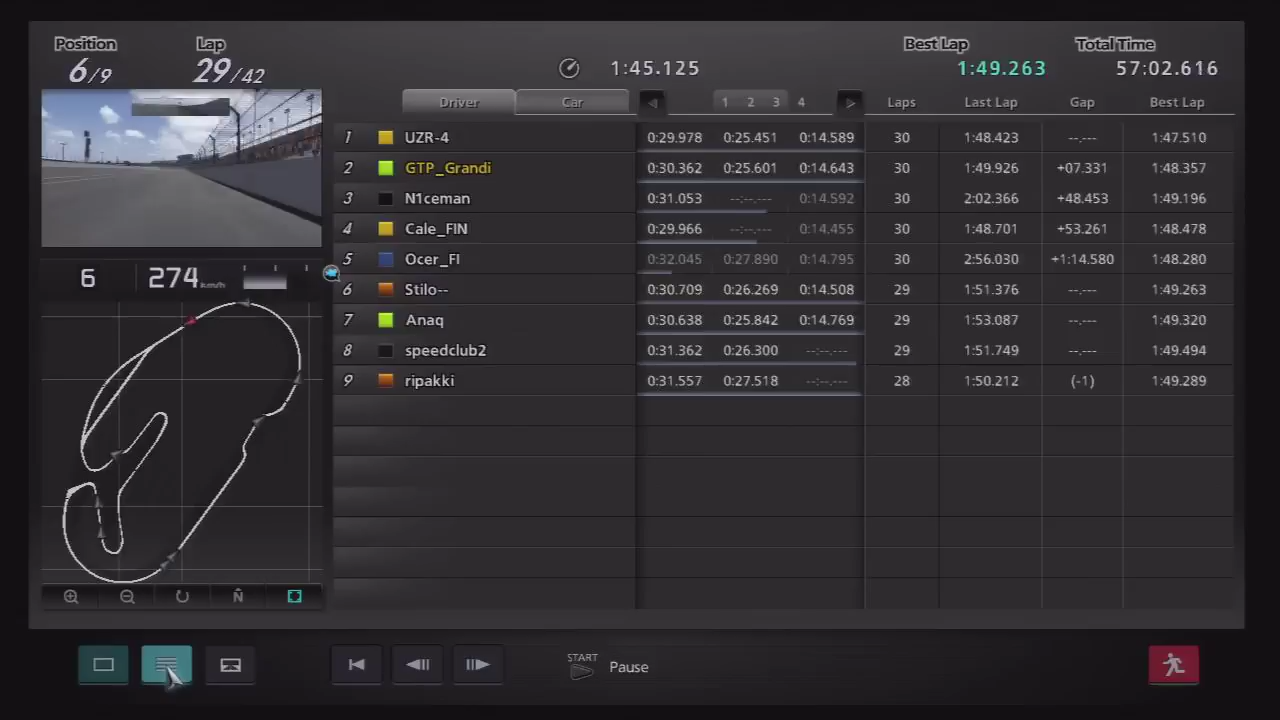 Position Lap Best Lap Total Time
6/9 29/42 1:45.125 1:49.263 57:02.616
Driver Car 1 2 3 4 Laps Last Lap Gap Best Lap
1 UZR-4 0:29.978 0:25.451 0:14.589 30 1:48.423 --.--- 1:47.510
2 GTP_Grandi 0:30.362 0:25.601 0:14.643 30 1:49.926 +07.331 1:48.357
3 N1ceman 0:31.053 --:--.--- 0:14.592 30 2:02.366 +48.453 1:49.196
4 Cale_FIN 0:29.966 --:--.--- 0:14.455 30 1:48.701 +53.261 1:48.478
5 Ocer_FI 0:32.045 0:27.890 0:14.795 30 2:56.030 +1:14.580 1:48.280
6 Stilo-- 0:30.709 0:26.269 0:14.508 29 1:51.376 --.--- 1:49.263
7 Anaq 0:30.638 0:25.842 0:14.769 29 1:53.087 --.--- 1:49.320
8 speedclub2 0:31.362 0:26.300 --:--.--- 29 1:51.749 --.--- 1:49.494
9 ripakki 0:31.557 0:27.518 --:--.--- 28 1:50.212 (-1) 1:49.289
6 274 km/h
N
START
Pause